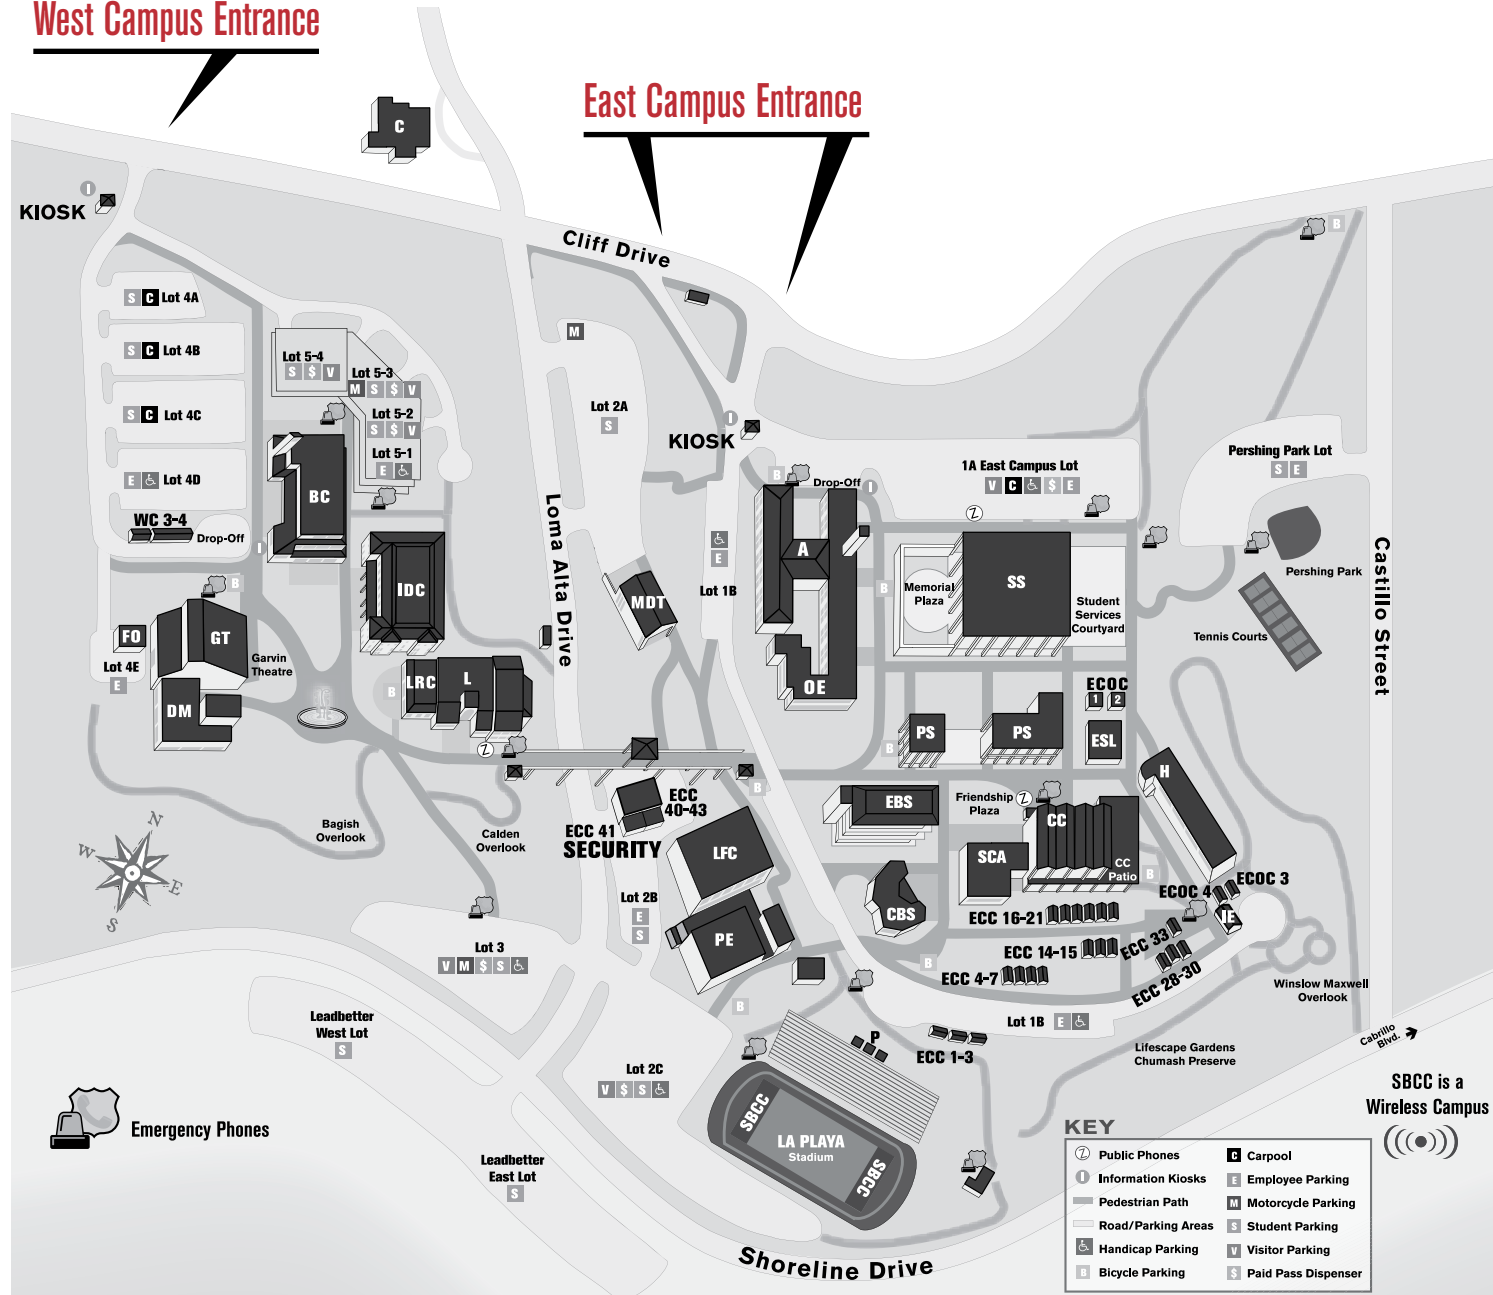 West Campus Entrance
East Campus Entrance
C
I
KIOSK
Cliff Drive
B
S C Lot 4A
M
S C Lot 4B
Lot 5-4
S $ V
Lot 5-3
M S $ V
S C Lot 4C
Lot 5-2
S $ V
Lot 2A
S
I
KIOSK
Lot 5-1
E
E Lot 4D
BC
1A East Campus Lot
V C $ E
Pershing Park Lot
S E
B
Drop-Off
I
Z
WC 3-4
Drop-Off
I
Loma Alta Drive
E
Lot 1B
A
Memorial
Plaza
SS
Student
Services
Courtyard
Pershing Park
Castillo Street
B
IDC
MDT
B
FO
GT
Garvin
Theatre
Tennis Courts
Lot 4E
E
LRC
L
B
DM
OE
ECOC
1 2
PS
PS
ESL
B
Z
H
B
ECC
40-43
ECC 41
SECURITY
EBS
Friendship
Plaza
Z
CC
CC
Patio
B
SCA
Bagish
Overlook
Calden
Overlook
N
W
E
S
LFC
Lot 2B
E
S
PE
CBS
ECOC 4
ECOC 3
JE
ECC 16-21
ECC 14-15
ECC 33
ECC 4-7
ECC 28-30
B
Lot 3
V M $ S
Winslow Maxwell
Overlook
B
Leadbetter
West Lot
S
Lot 1B E
P
ECC 1-3
Lifescape Gardens
Chumash Preserve
Cabrillo
Blvd.
Lot 2C
V $ S
SBCC
LA PLAYA
Stadium
SBCC
Leadbetter
East Lot
S
Emergency Phones
Shoreline Drive
SBCC is a
Wireless Campus
KEY
Z Public Phones
I Information Kiosks
Pedestrian Path
Road/Parking Areas
Handicap Parking
B Bicycle Parking
C Carpool
E Employee Parking
M Motorcycle Parking
S Student Parking
V Visitor Parking
$ Paid Pass Dispenser